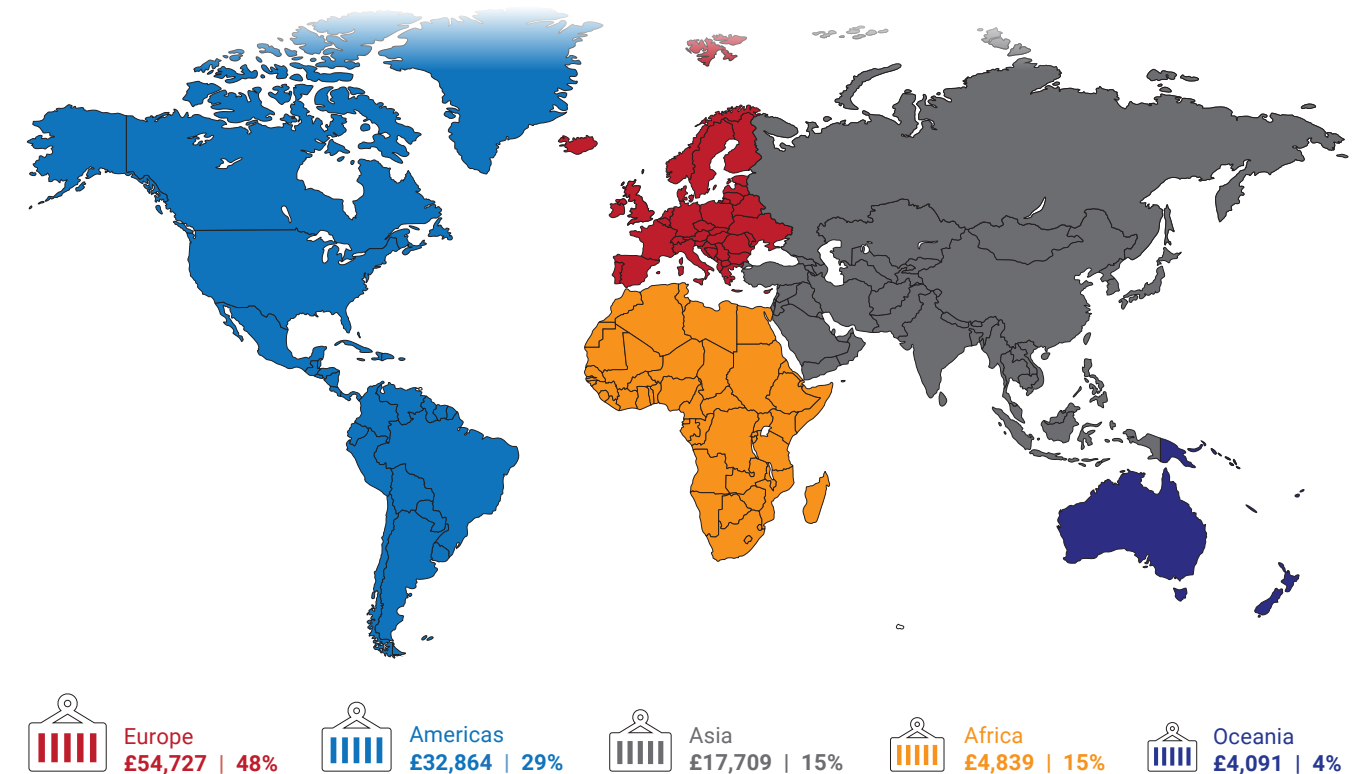 Europe
£54,727 | 48%
Americas
£32,864 | 29%
Asia
£17,709 | 15%
Africa
£4,839 | 15%
Oceania
£4,091 | 4%